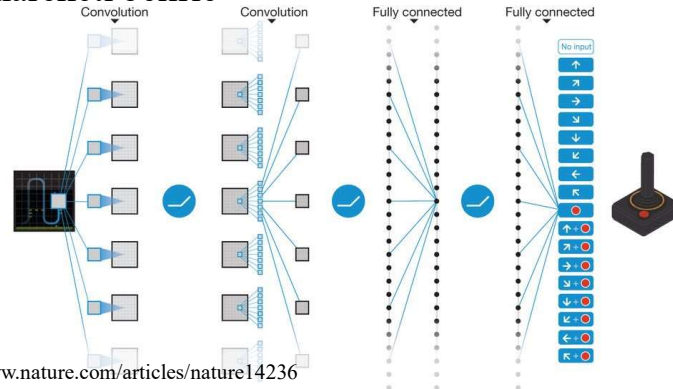 Convolution
Convolution
Fully connected
Fully connected
No input
↑
↗
→
↘
↓
↙
←
↖
↑+
↗+
→+
↘+
↓+
↙+
←+
↖+
w.nature.com/articles/nature14236